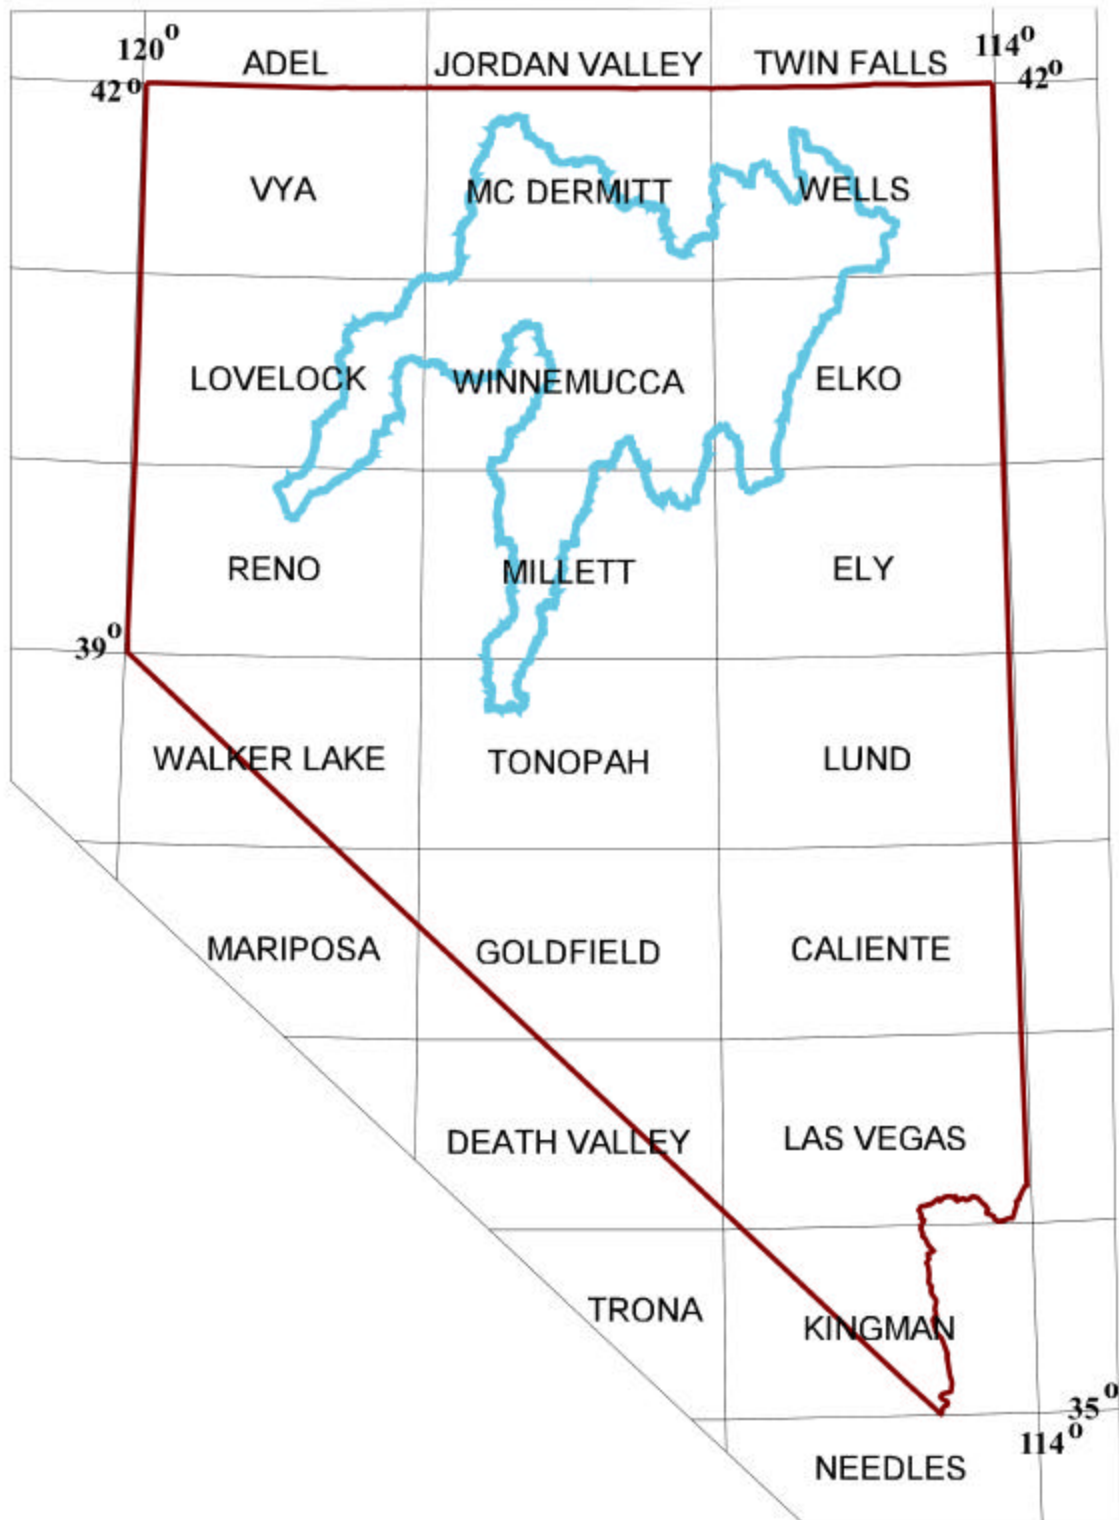 120° 114°
ADEL JORDAN VALLEY TWIN FALLS
42° 42°
VYA MC DERMITT WELLS
LOVELOCK WINNEMUCCA ELKO
RENO MILLETT ELY
39°
WALKER LAKE TONOPAH LUND
MARIPOSA GOLDFIELD CALIENTE
DEATH VALLEY LAS VEGAS
TRONA KINGMAN
35°
114°
NEEDLES